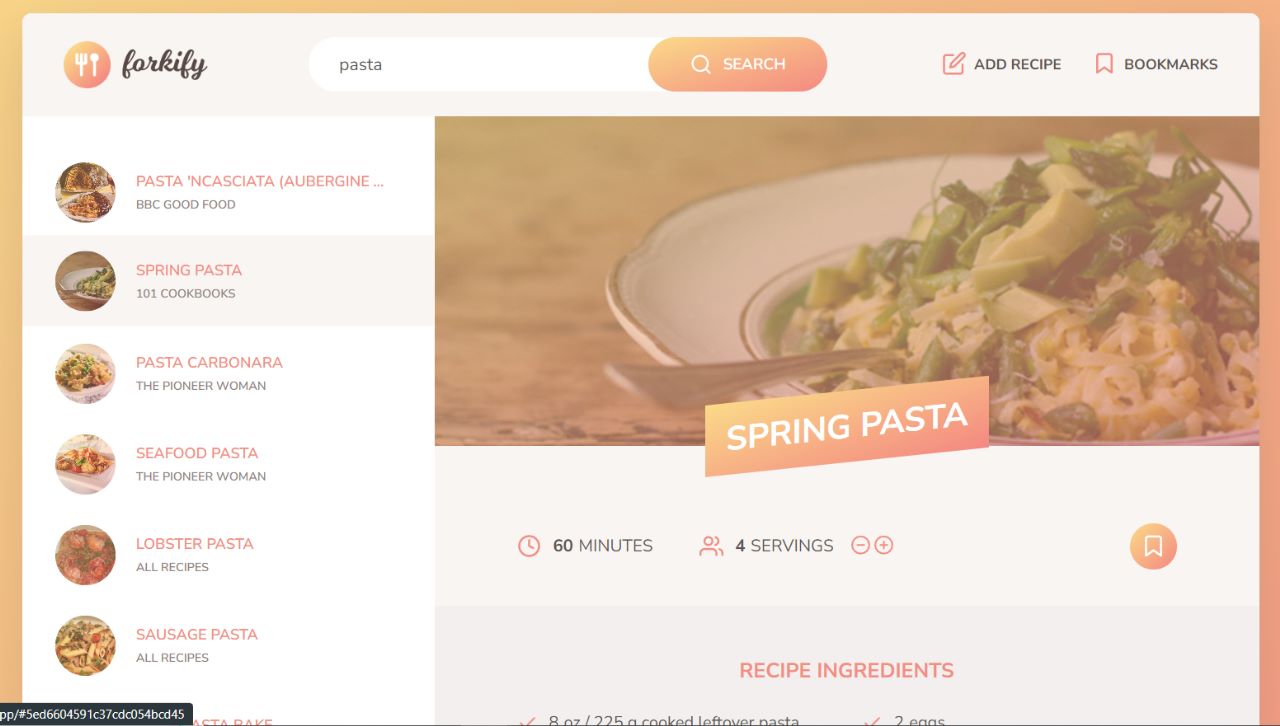 forkify
pasta
SEARCH
ADD RECIPE
BOOKMARKS
PASTA 'NCASCIATA (AUBERGINE ...
BBC GOOD FOOD
SPRING PASTA
101 COOKBOOKS
PASTA CARBONARA
THE PIONEER WOMAN
SEAFOOD PASTA
THE PIONEER WOMAN
LOBSTER PASTA
ALL RECIPES
SAUSAGE PASTA
ALL RECIPES
PASTA BAKE
pp/#5ed6604591c37cdc054bcd45
SPRING PASTA
60 MINUTES
4 SERVINGS
RECIPE INGREDIENTS
8 oz / 225 g cooked leftover pasta
2 eggs